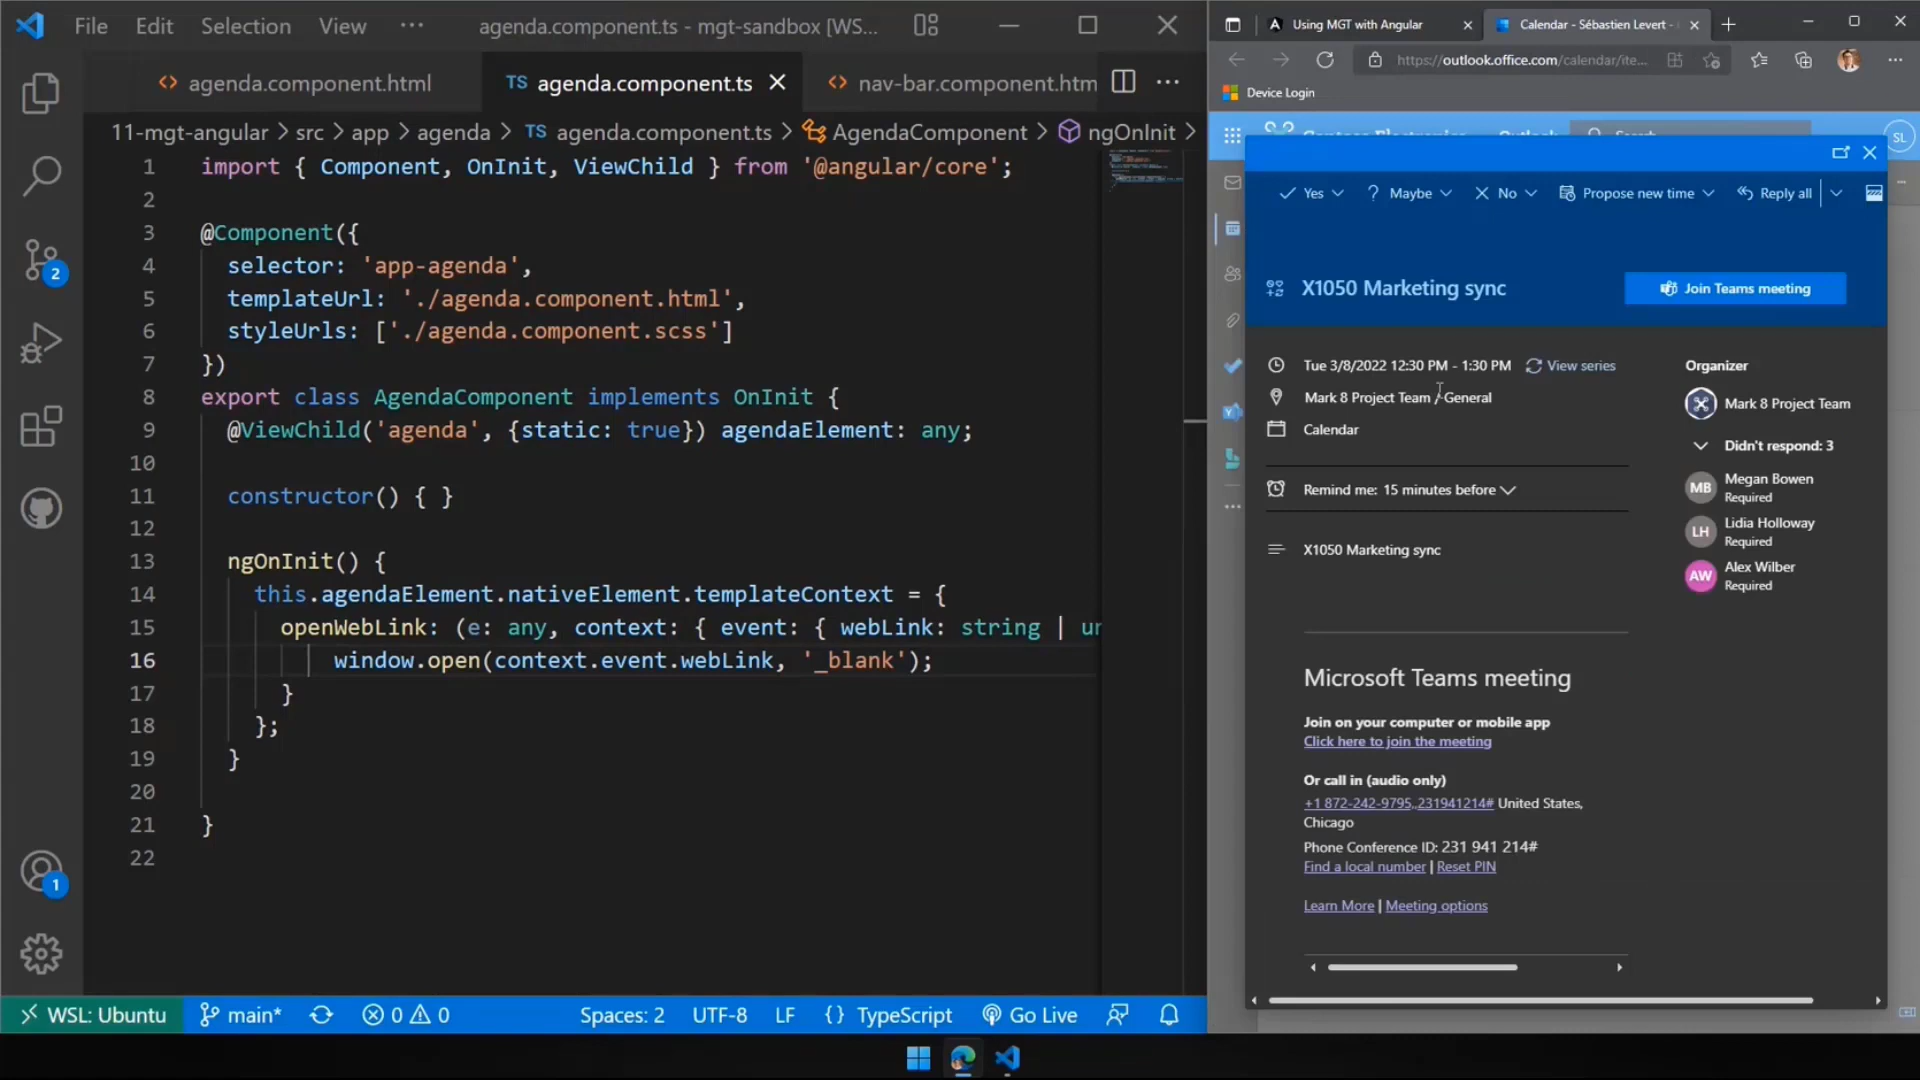 File Edit Selection View ··· agenda.component.ts - mgt-sandbox [WS...
agenda.component.html TS agenda.component.ts nav-bar.component.htm
11-mgt-angular > src > app > agenda > TS agenda.component.ts > AgendaComponent > ngOnInit >
1 import { Component, OnInit, ViewChild } from '@angular/core';
2
3 @Component({
4 selector: 'app-agenda',
5 templateUrl: './agenda.component.html',
6 styleUrls: ['./agenda.component.scss']
7 })
8 export class AgendaComponent implements OnInit {
9 @ViewChild('agenda', {static: true}) agendaElement: any;
10
11 constructor() { }
12
13 ngOnInit() {
14 this.agendaElement.nativeElement.templateContext = {
15 openWebLink: (e: any, context: { event: { webLink: string | un
16 window.open(context.event.webLink, '_blank');
17 }
18 };
19 }
20
21 }
22
2
1
WSL: Ubuntu main* 0 0 Spaces: 2 UTF-8 LF {} TypeScript Go Live
Using MGT with Angular Calendar - Sébastien Levert -
https://outlook.office.com/calendar/ite...
Device Login
SL
Yes Maybe No Propose new time Reply all
X1050 Marketing sync
Join Teams meeting
Tue 3/8/2022 12:30 PM - 1:30 PM View series
Mark 8 Project Team / General
Calendar
Remind me: 15 minutes before
X1050 Marketing sync
Organizer
Mark 8 Project Team
Didn't respond: 3
MB Megan Bowen
Required
LH Lidia Holloway
Required
AW Alex Wilber
Required
Microsoft Teams meeting
Join on your computer or mobile app
Click here to join the meeting
Or call in (audio only)
+1 872-242-9795,,231941214# United States,
Chicago
Phone Conference ID: 231 941 214#
Find a local number | Reset PIN
Learn More | Meeting options